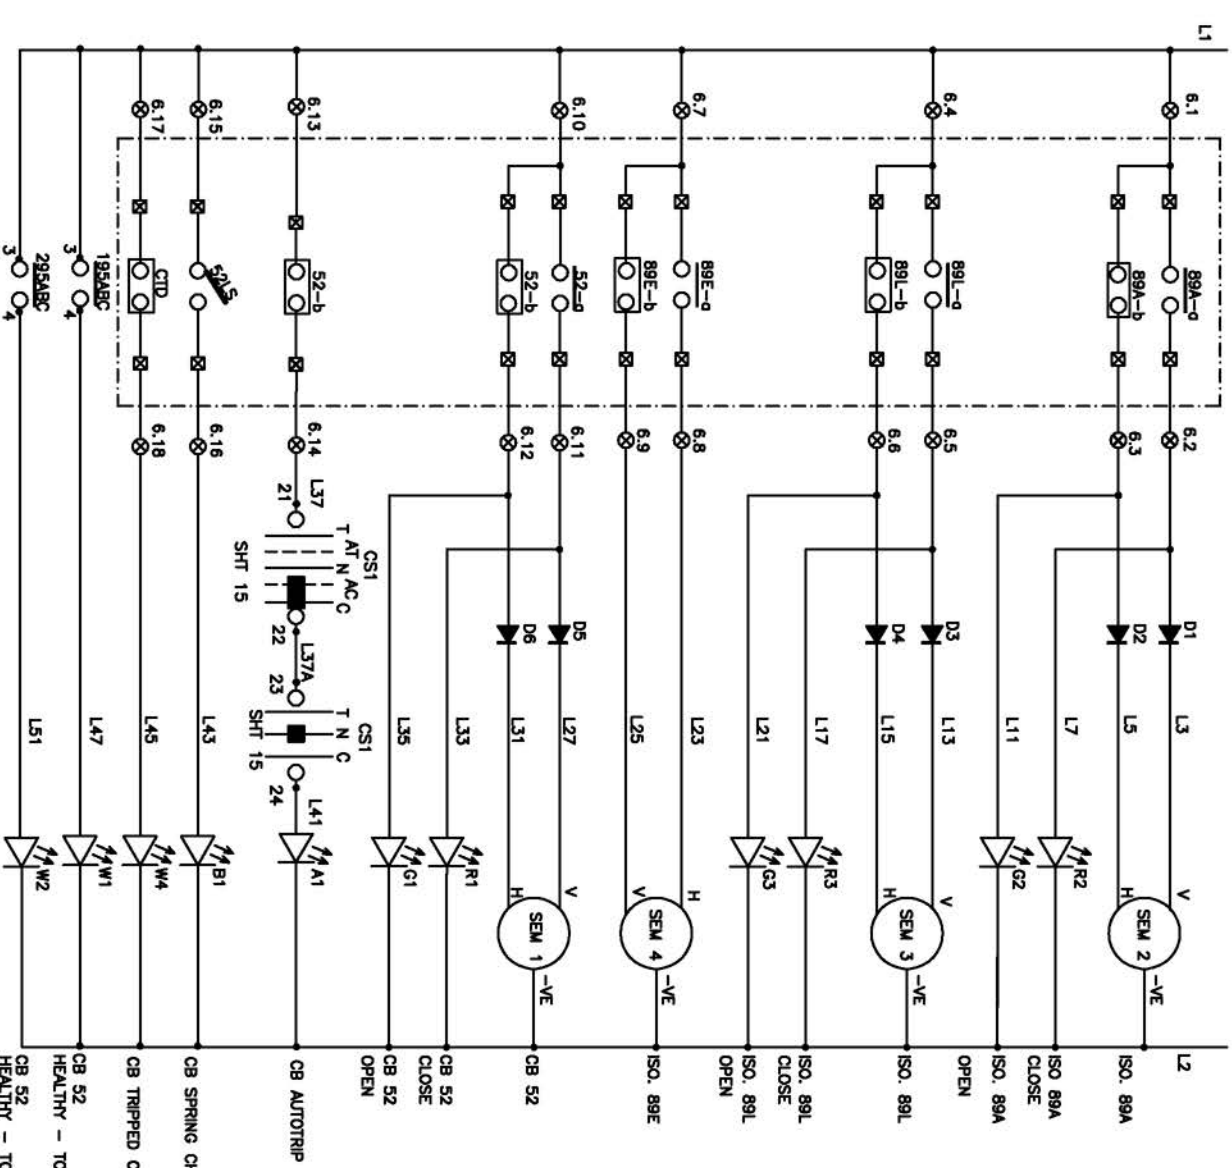 L1
6.1
6.4
6.7
6.10
6.13
6.15
6.17
89A-a
89A-b
89L-a
89L-b
89E-a
89E-b
52-a
52-b
52-b
52LS
CTD
3 195ABC 4
3 295ABC 4
6.2
6.3
6.5
6.6
6.8
6.9
6.11
6.12
6.14
6.16
6.18
L37
21
T AT N AC C
CS1
SHT 15
22
L37A
23
T N C
CS1
SHT 15
24
L41
D1
D2
D3
D4
D5
D6
L3
L5
L7
L11
L13
L15
L17
L21
L23
L25
L27
L31
L33
L35
L43
L45
L47
L51
R2
G2
R3
G3
R1
G1
A1
B1
W4
W1
W2
V
H
SEM 2
-VE
V
H
SEM 3
-VE
H
V
SEM 4
-VE
V
H
SEM 1
-VE
L2
ISO. 89A
ISO 89A
CLOSE
ISO. 89A
OPEN
ISO. 89L
ISO. 89L
CLOSE
ISO. 89L
OPEN
ISO. 89E
CB 52
CB 52
CLOSE
CB 52
OPEN
CB AUTOTRIP
CB SPRING
CB TRIPPED
CB 52
HEALTHY -
CB 52
HEALTHY -